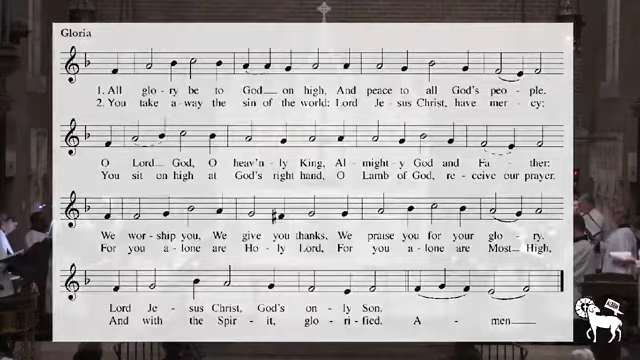 Gloria
1. All glo - ry be to God on high, And peace to all God's peo - ple.
2. You take a - way the sin of the world; Lord Je - sus Christ, have mer - cy;
O Lord God, O heav'n - ly King, Al - might - y God and Fa - ther:
You sit on high at God's right hand, O Lamb of God, re - ceive our prayer.
We wor - ship you, We give you thanks, We praise you for your glo - ry.
For you a - lone are Ho - ly Lord, For you a - lone are Most High,
Lord Je - sus Christ, God's on - ly Son.
And with the Spir - it, glo - ri - fied. A - men